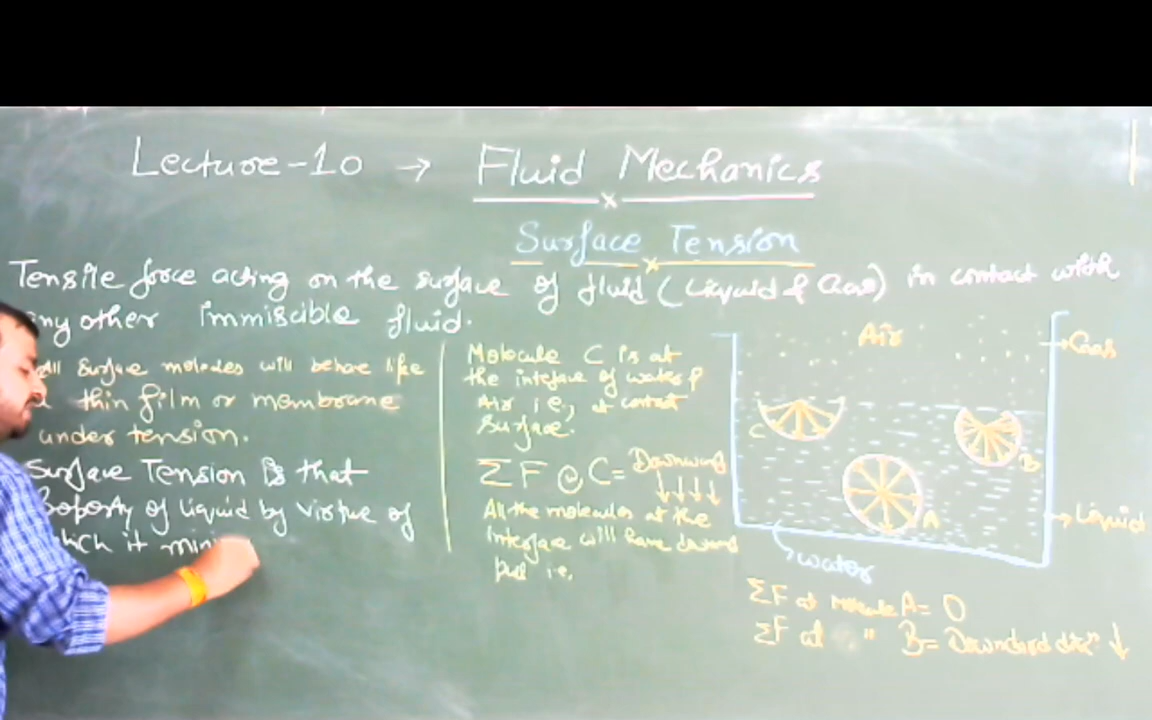 Lecture-10 → Fluid Mechanics
Surface Tension
Tensile force acting on the surface of fluid (Liquid & Gas) in contact with
any other immiscible fluid.
All surface molecules will behave like
a thin film or membrane
under tension.
Surface Tension is that
Property of liquid by virtue of
which it mini
Molecule C is at
the interface of water &
Air i.e, at contact
surface.
ΣF @ C = Downward
↓↓↓↓
All the molecules at the
interface will have downward
pull i.e,
Air
→ Gas
C
B
A
→ Liquid
water
ΣF at molecule A = 0
ΣF at " B = Downward dirⁿ ↓